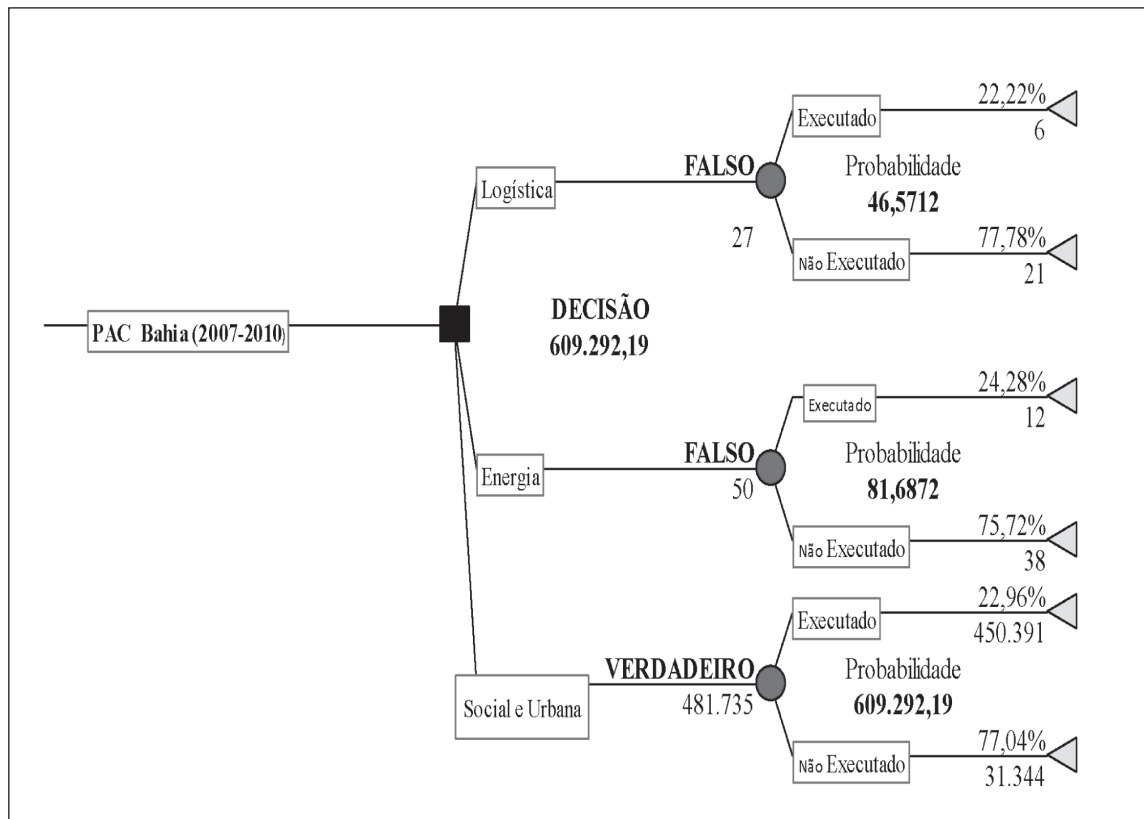 PAC Bahia (2007-2010)
DECISÃO
609.292,19
Logística
FALSO
27
Executado
22,22%
6
Probabilidade
46,5712
Não Executado
77,78%
21
Energia
FALSO
50
Executado
24,28%
12
Probabilidade
81,6872
Não Executado
75,72%
38
Social e Urbana
VERDADEIRO
481.735
Executado
22,96%
450.391
Probabilidade
609.292,19
Não Executado
77,04%
31.344